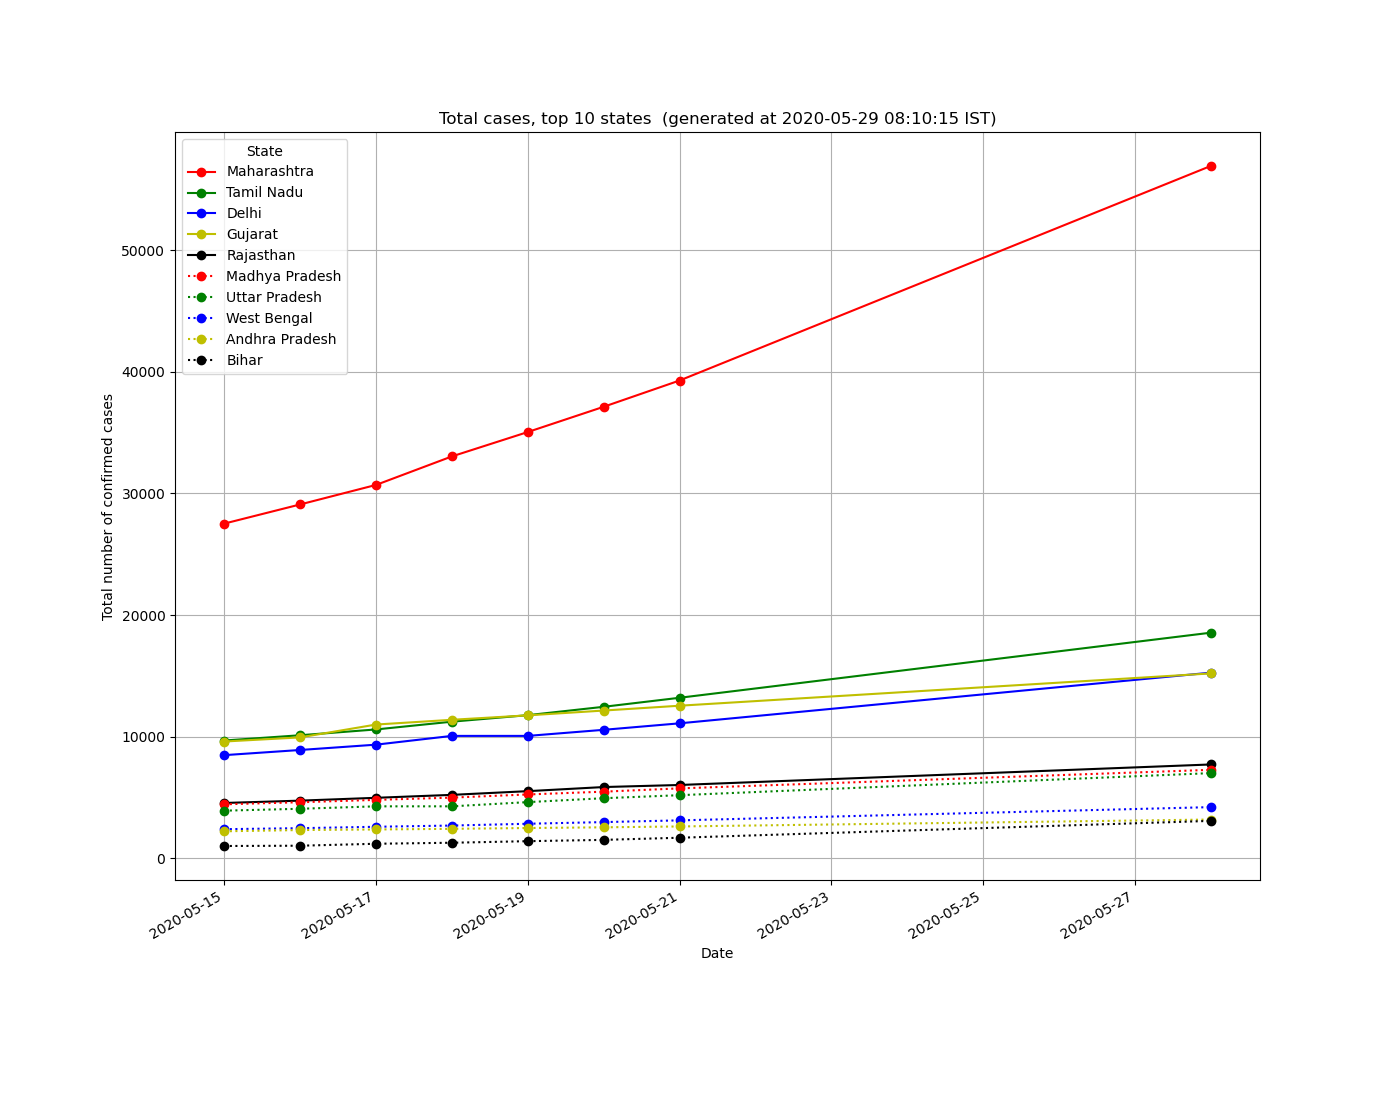 Total cases, top 10 states  (generated at 2020-05-29 08:10:15 IST)
State
Maharashtra
Tamil Nadu
Delhi
Gujarat
Rajasthan
Madhya Pradesh
Uttar Pradesh
West Bengal
Andhra Pradesh
Bihar
Total number of confirmed cases
50000
40000
30000
20000
10000
0
2020-05-15 2020-05-17 2020-05-19 2020-05-21 2020-05-23 2020-05-25 2020-05-27
Date